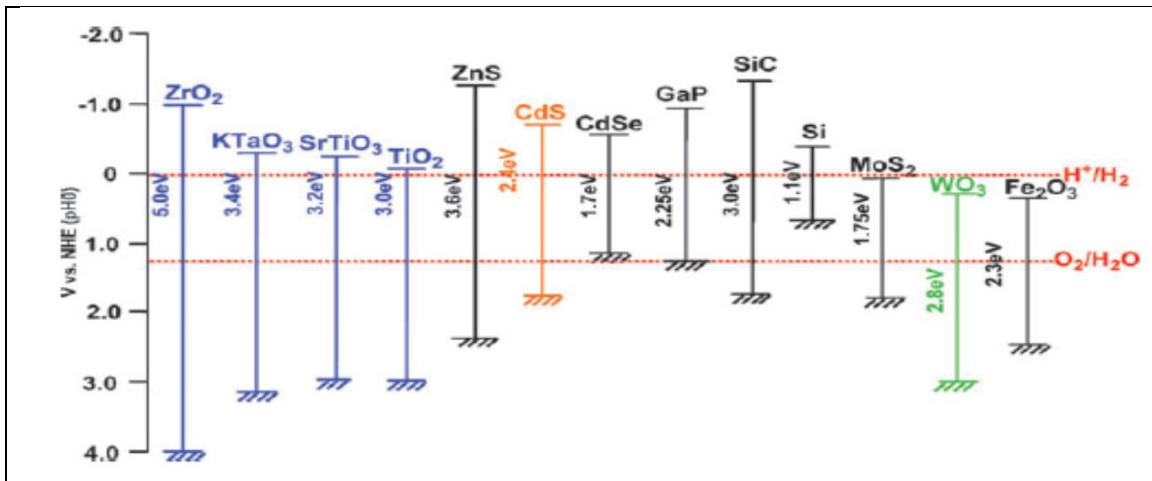 -2.0
ZnS
SiC
ZrO2
-1.0
GaP
CdS
CdSe
KTaO3
SrTiO3
TiO2
Si
MoS2
0
H+/H2
WO3
Fe2O3
5.0eV
3.4eV
3.2eV
3.0eV
3.6eV
2.4eV
1.7eV
2.25eV
3.0eV
1.1eV
1.75eV
V vs. NHE (pH0)
1.0
O2/H2O
2.8eV
2.3eV
2.0
3.0
4.0